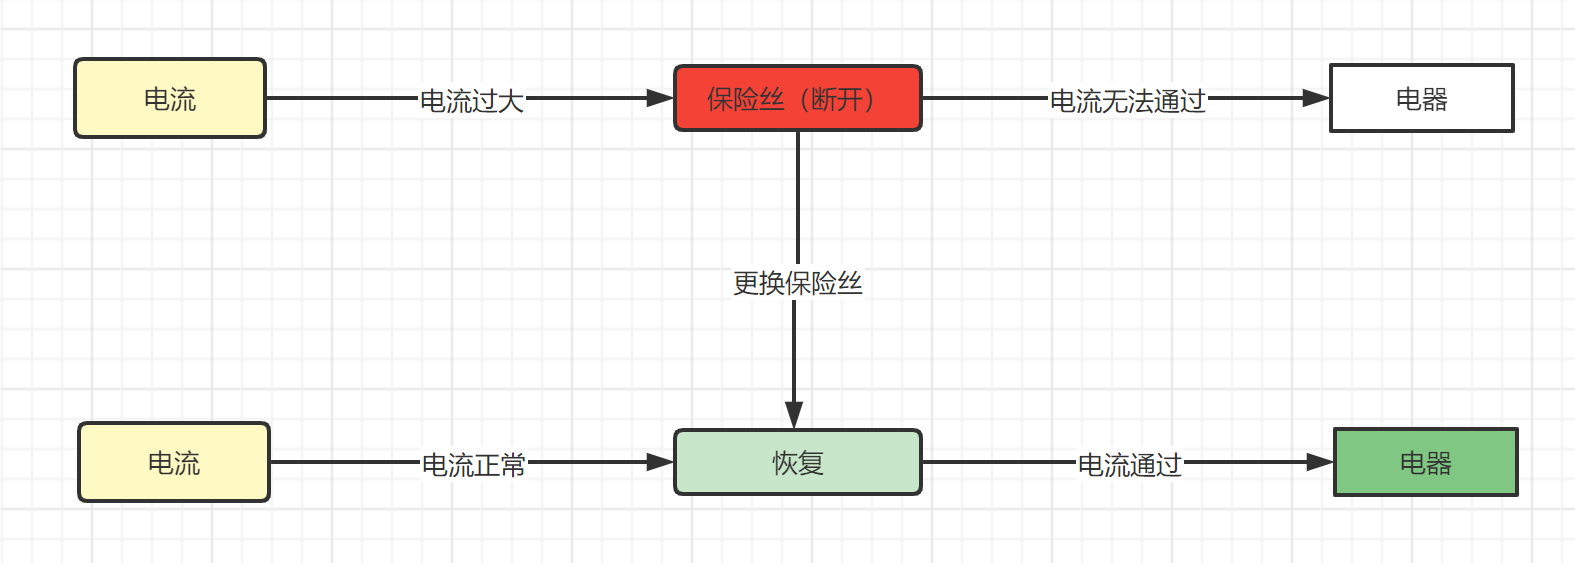 电流
电流过大
保险丝（断开）
电流无法通过
电器
更换保险丝
电流
电流正常
恢复
电流通过
电器